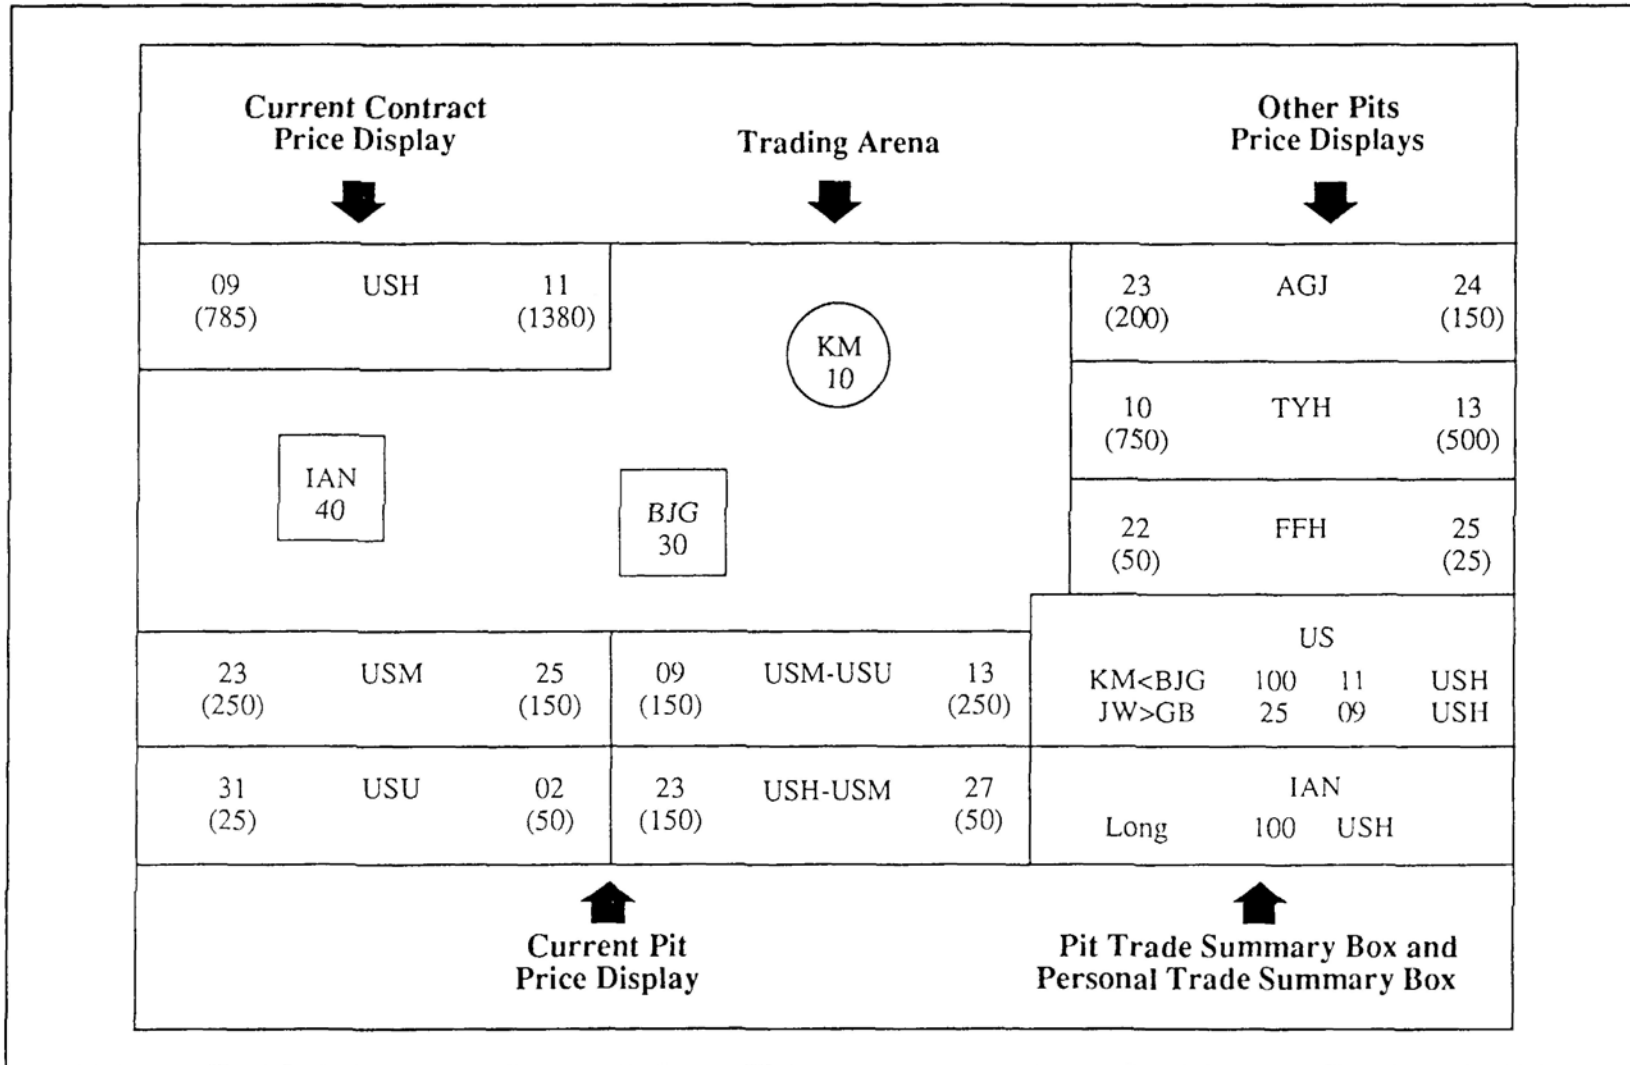 Current Contract
Price Display
Trading Arena
Other Pits
Price Displays
09 USH 11
(785) (1380)
KM
10
23 AGJ 24
(200) (150)
10 TYH 13
(750) (500)
22 FFH 25
(50) (25)
IAN
40
BJG
30
23 USM 25
(250) (150)
09 USM-USU 13
(150) (250)
31 USU 02
(25) (50)
23 USH-USM 27
(150) (50)
US
KM<BJG 100 11 USH
JW>GB 25 09 USH
IAN
Long 100 USH
Current Pit
Price Display
Pit Trade Summary Box and
Personal Trade Summary Box